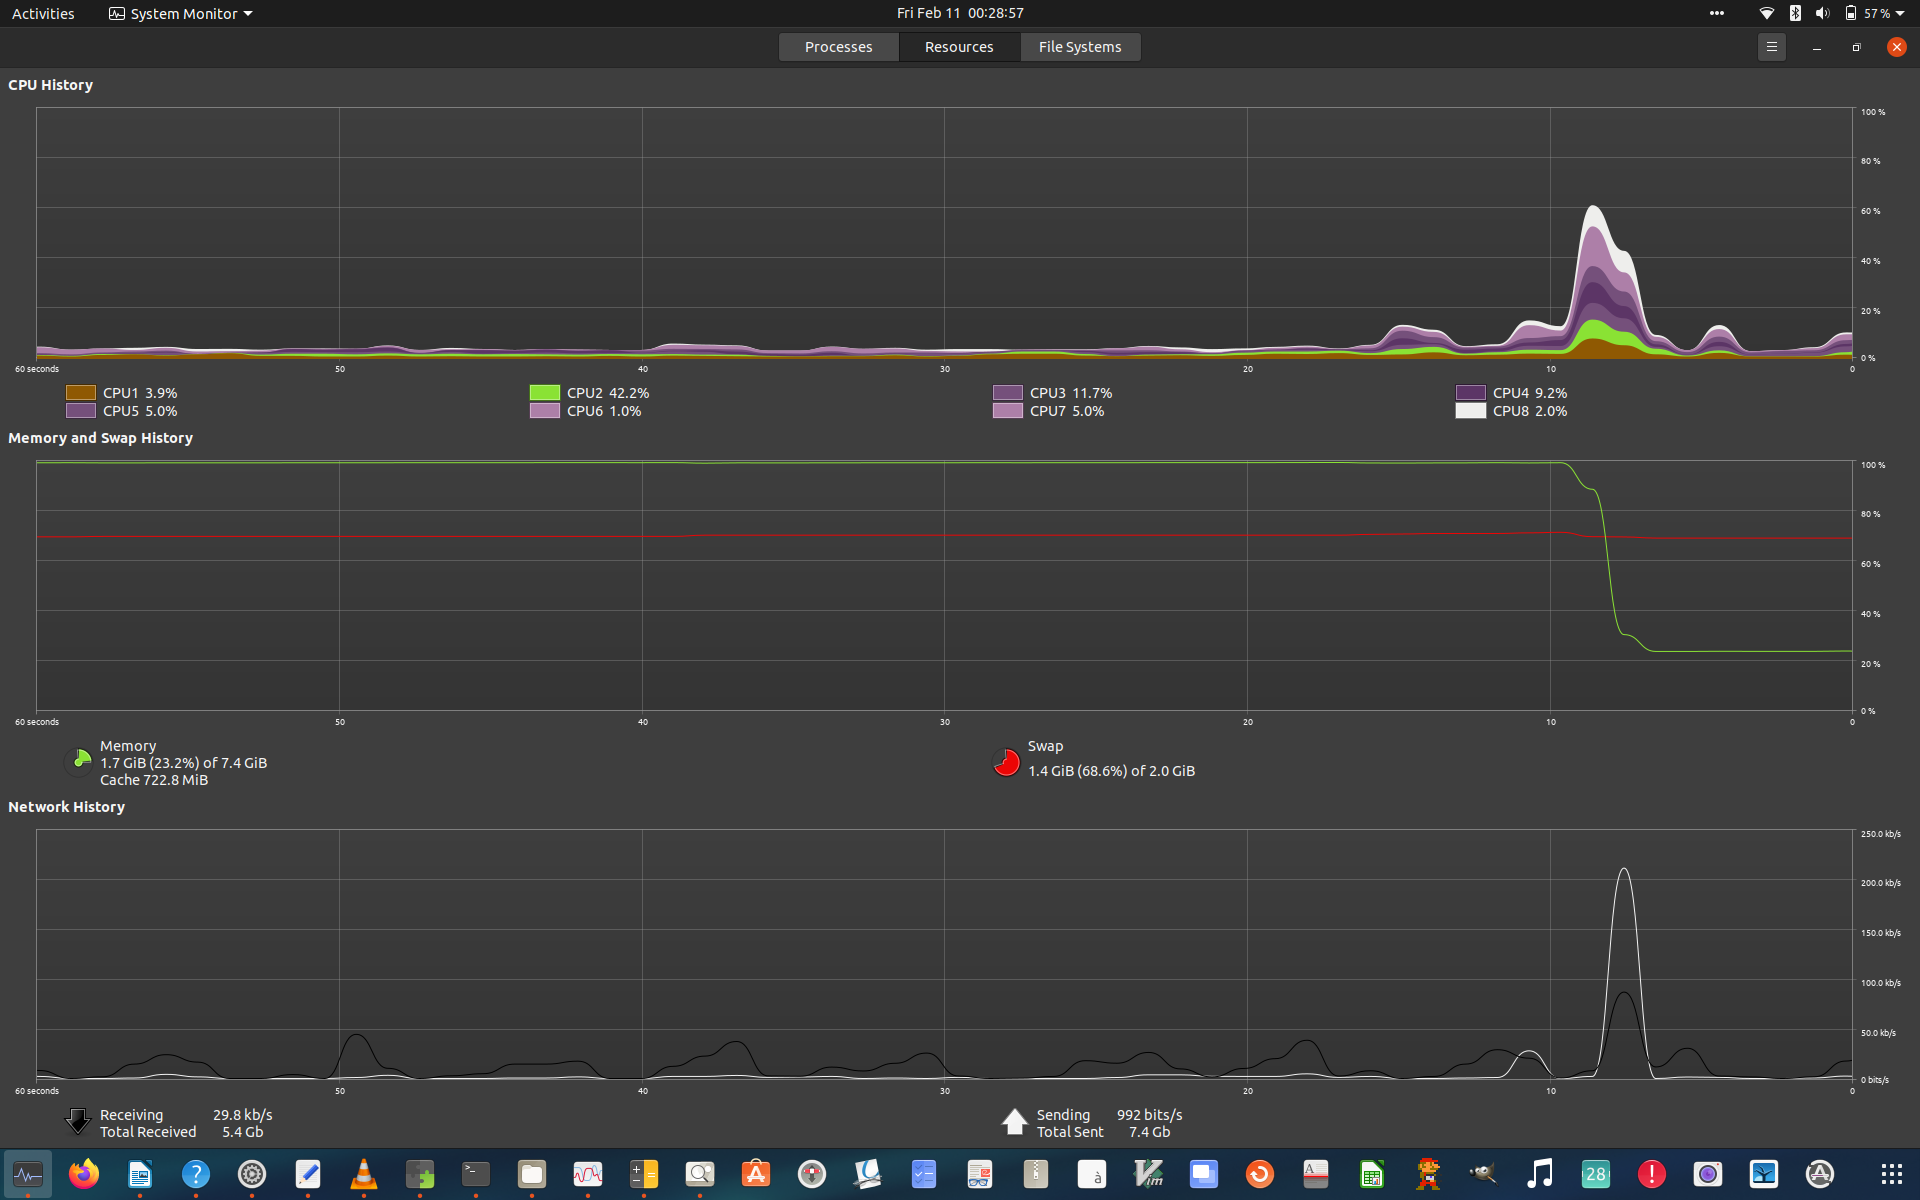 Activities System Monitor Fri Feb 11 00:28:57 57 %
Processes Resources File Systems
CPU History
100 %
80 %
60 %
40 %
20 %
0 %
60 seconds 50 40 30 20 10 0
CPU1 3.9% CPU2 42.2% CPU3 11.7% CPU4 9.2%
CPU5 5.0% CPU6 1.0% CPU7 5.0% CPU8 2.0%
Memory and Swap History
100 %
80 %
60 %
40 %
20 %
0 %
60 seconds 50 40 30 20 10 0
Memory Swap
1.7 GiB (23.2%) of 7.4 GiB 1.4 GiB (68.6%) of 2.0 GiB
Cache 722.8 MiB
Network History
250.0 kb/s
200.0 kb/s
150.0 kb/s
100.0 kb/s
50.0 kb/s
0 bits/s
60 seconds 50 40 30 20 10 0
Receiving 29.8 kb/s Sending 992 bits/s
Total Received 5.4 Gb Total Sent 7.4 Gb
? >_ à Vim A 28 !